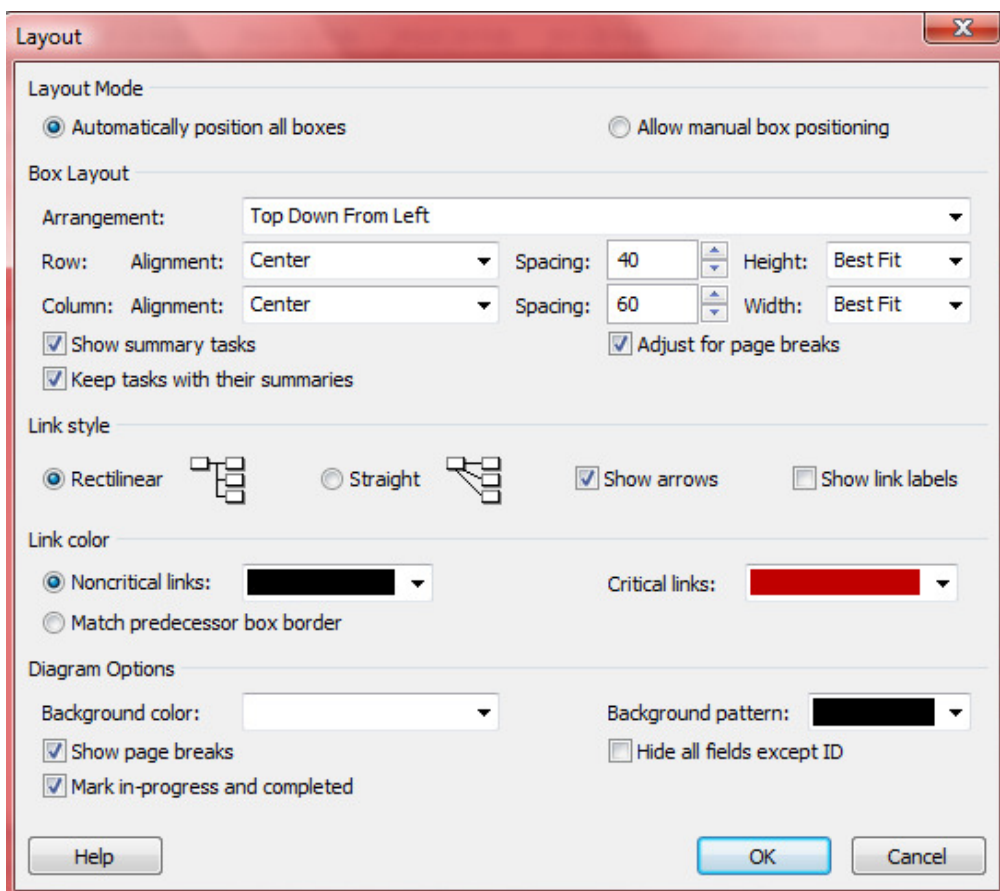 Layout
Layout Mode
Automatically position all boxes Allow manual box positioning
Box Layout
Arrangement: Top Down From Left
Row: Alignment: Center Spacing: 40 Height: Best Fit
Column: Alignment: Center Spacing: 60 Width: Best Fit
Show summary tasks Adjust for page breaks
Keep tasks with their summaries
Link style
Rectilinear Straight Show arrows Show link labels
Link color
Noncritical links: Critical links:
Match predecessor box border
Diagram Options
Background color: Background pattern:
Show page breaks Hide all fields except ID
Mark in-progress and completed
Help OK Cancel